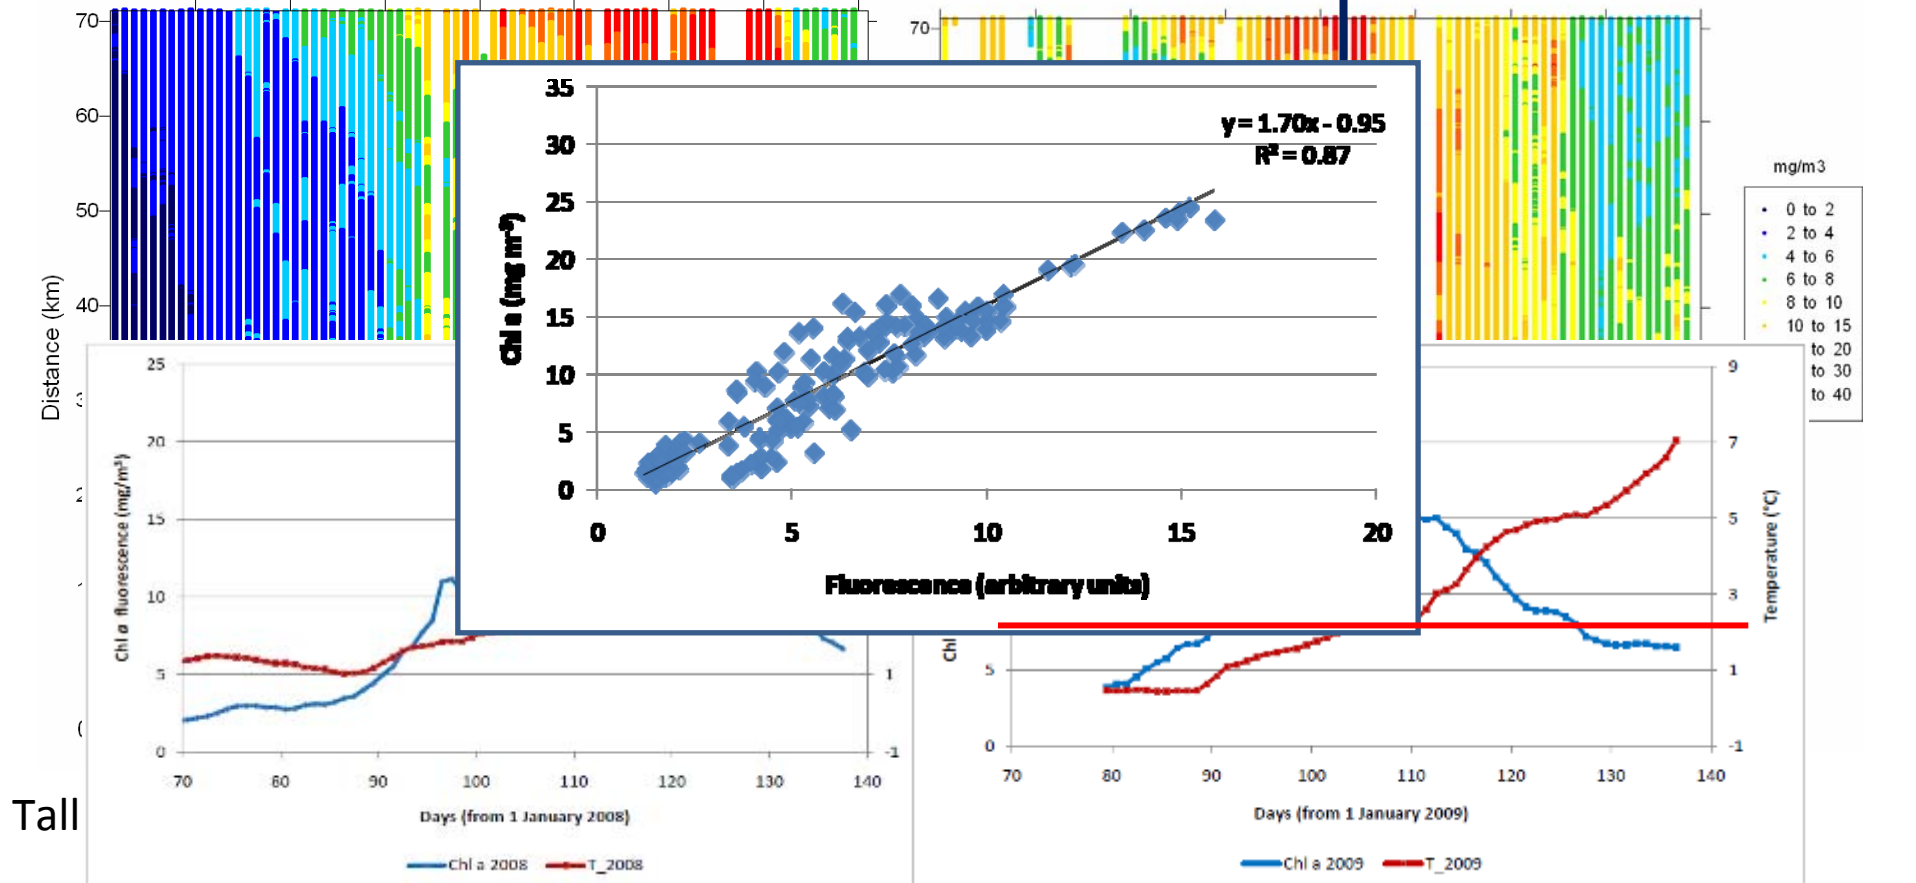 70
60
50
40
Distance (km)
70
mg/m3
0 to 2
2 to 4
4 to 6
6 to 8
8 to 10
10 to 15
to 20
to 30
to 40
35
30
25
20
15
10
5
0
Chl a (mg m-3)
y = 1.70x - 0.95
R² = 0.87
0 5 10 15 20
Fluorescence (arbitrary units)
25
20
15
10
5
0
Chl a fluorescence (mg/m³)
1
-1
70 80 90 100 110 120 130 140
Days (from 1 January 2008)
Chl a 2008 T_2008
Chl
5
0
9
7
5
3
1
-1
Temperature (°C)
70 80 90 100 110 120 130 140
Days (from 1 January 2009)
Chl a 2009 T_2009
Tall